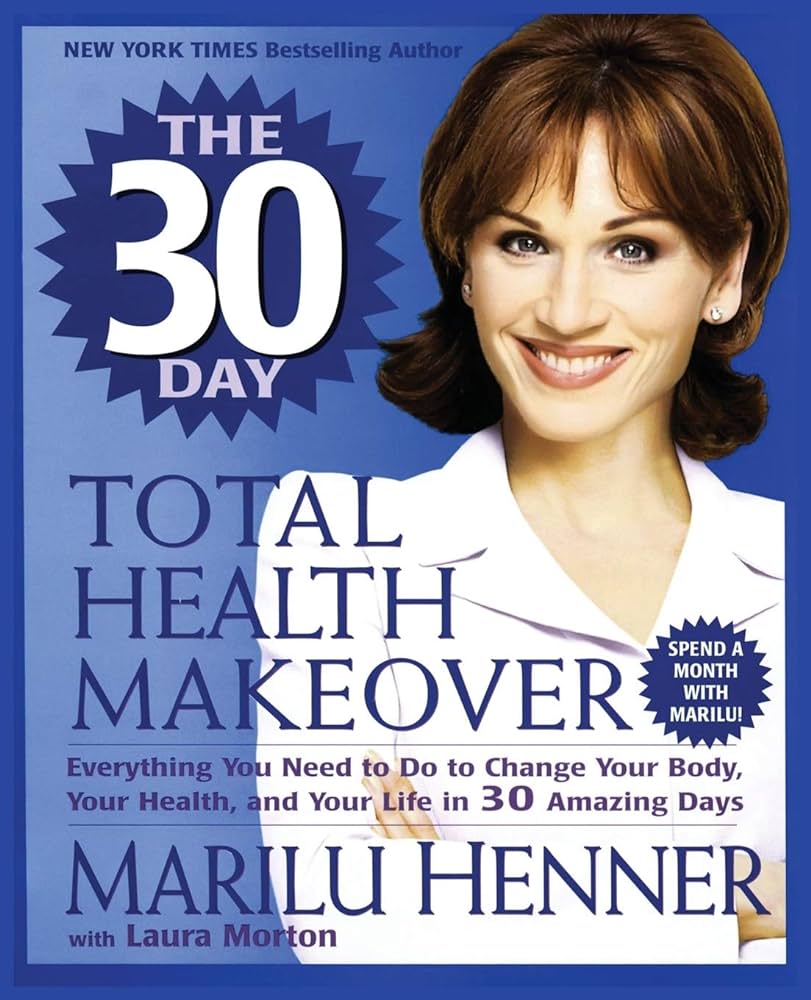 NEW YORK TIMES Bestselling Author
THE
30
DAY
TOTAL
HEALTH
MAKEOVER
SPEND A
MONTH
WITH
MARILU!
Everything You Need to Do to Change Your Body,
Your Health, and Your Life in 30 Amazing Days
MARILU HENNER
with Laura Morton